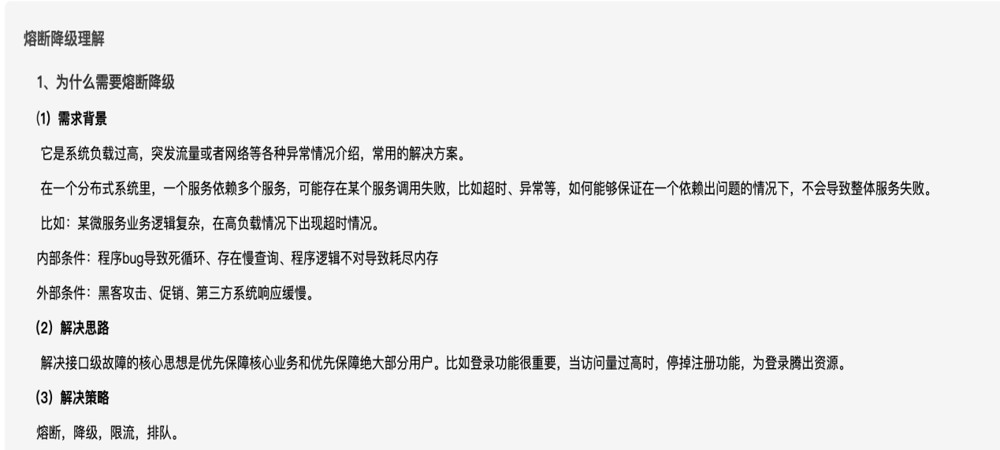 熔断降级理解
1、为什么需要熔断降级
(1）需求背景
它是系统负载过高，突发流量或者网络等各种异常情况介绍，常用的解决方案。
在一个分布式系统里，一个服务依赖多个服务，可能存在某个服务调用失败，比如超时、异常等，如何能够保证在一个依赖出问题的情况下，不会导致整体服务失败。
比如：某微服务业务逻辑复杂，在高负载情况下出现超时情况。
内部条件：程序bug导致死循环、存在慢查询、程序逻辑不对导致耗尽内存
外部条件：黑客攻击、促销、第三方系统响应缓慢。
（2）解决思路
解决接口级故障的核心思想是优先保障核心业务和优先保障绝大部分用户。比如登录功能很重要，当访问量过高时，停掉注册功能，为登录腾出资源。
（3）解决策略
熔断，降级，限流，排队。